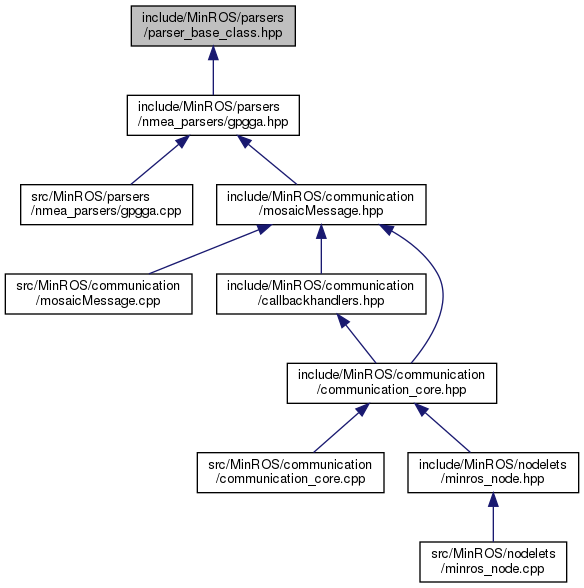 include/MinROS/parsers
/parser_base_class.hpp
include/MinROS/parsers
/nmea_parsers/gpgga.hpp
src/MinROS/parsers
/nmea_parsers/gpgga.cpp
include/MinROS/communication
/mosaicMessage.hpp
src/MinROS/communication
/mosaicMessage.cpp
include/MinROS/communication
/callbackhandlers.hpp
include/MinROS/communication
/communication_core.hpp
src/MinROS/communication
/communication_core.cpp
include/MinROS/nodelets
/minros_node.hpp
src/MinROS/nodelets
/minros_node.cpp